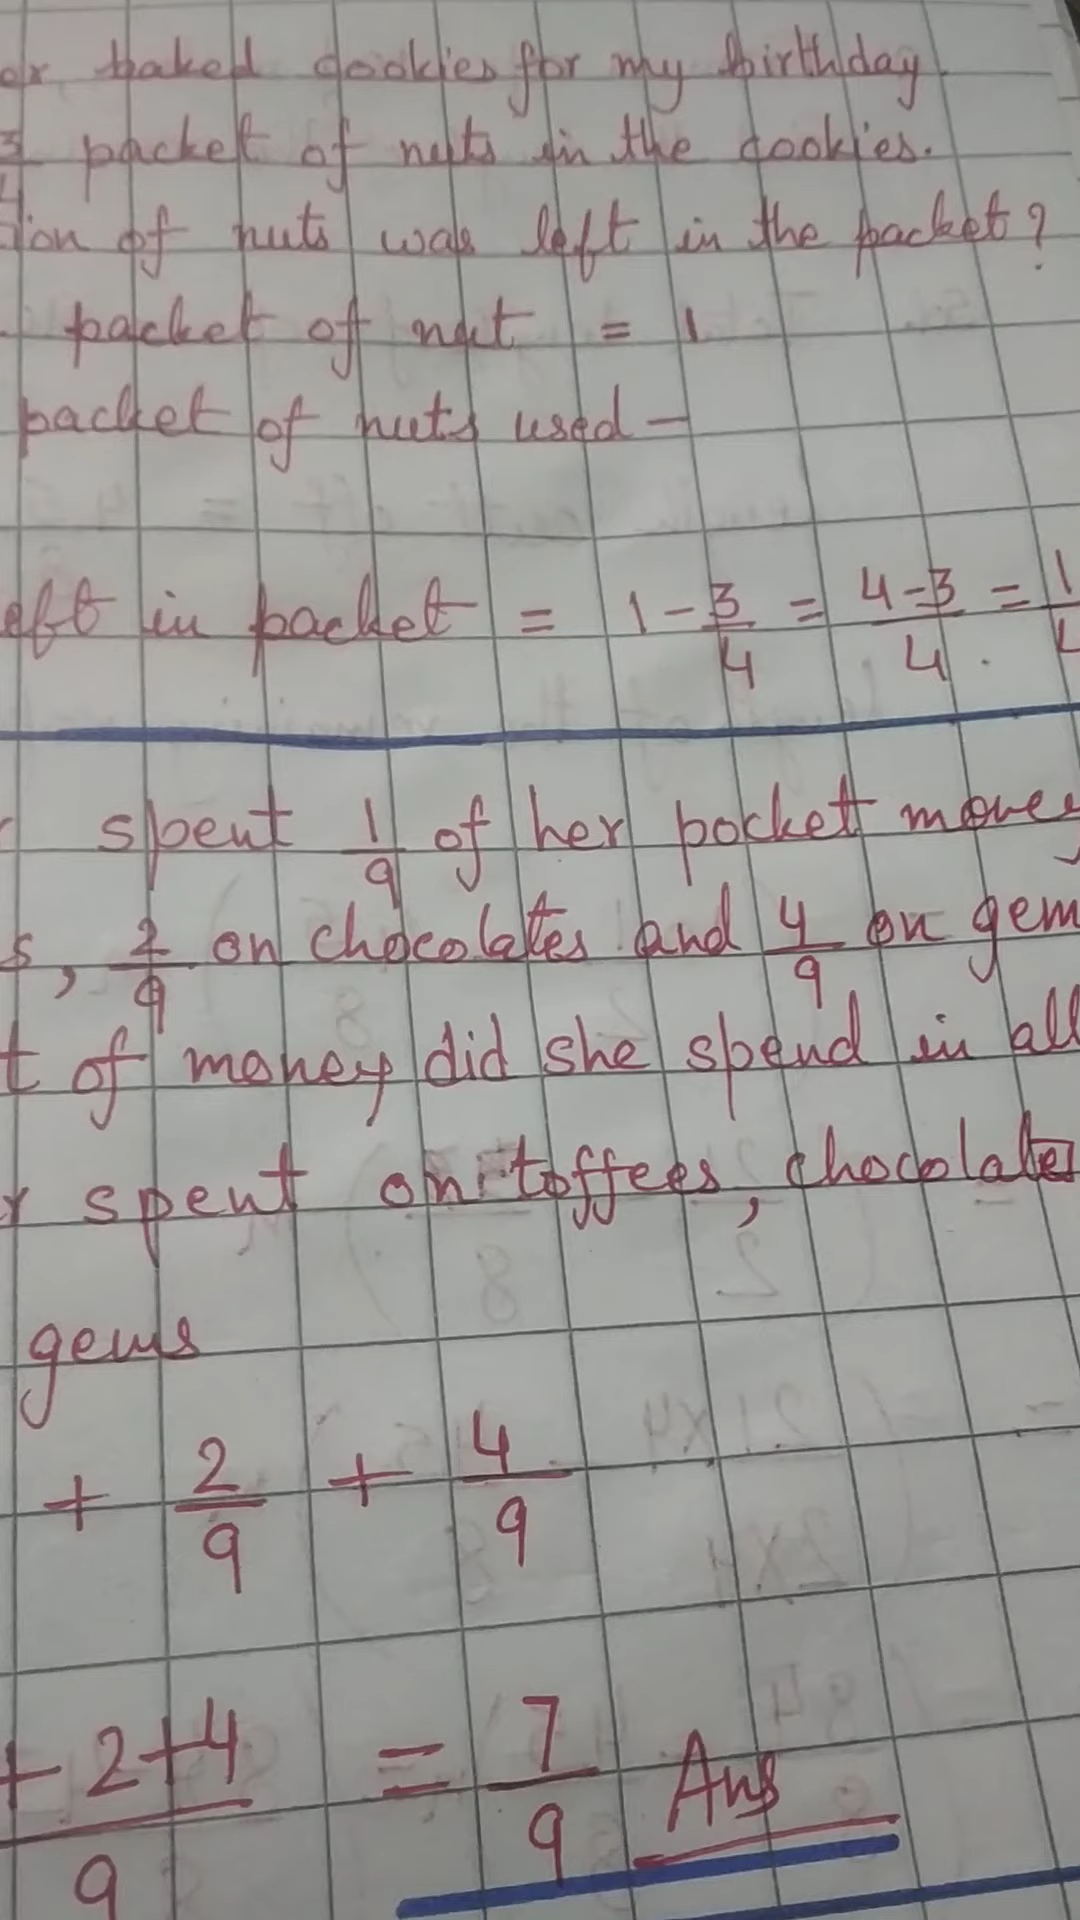 baked cookies for my birthday
3/4 packet of nuts in the cookies.
of nuts was left in the packet?
packet of nut = 1
packet of nuts used -
in packet = 1 - 3/4 = 4-3/4 = 1/4
spent 1/9 of her pocket money
, 2/9 on chocolates and 4/9 on gem
of money did she spend in all
spent on toffees, chocolate
gems
+ 2/9 + 4/9
+ 2+4/9 = 7/9 Ans